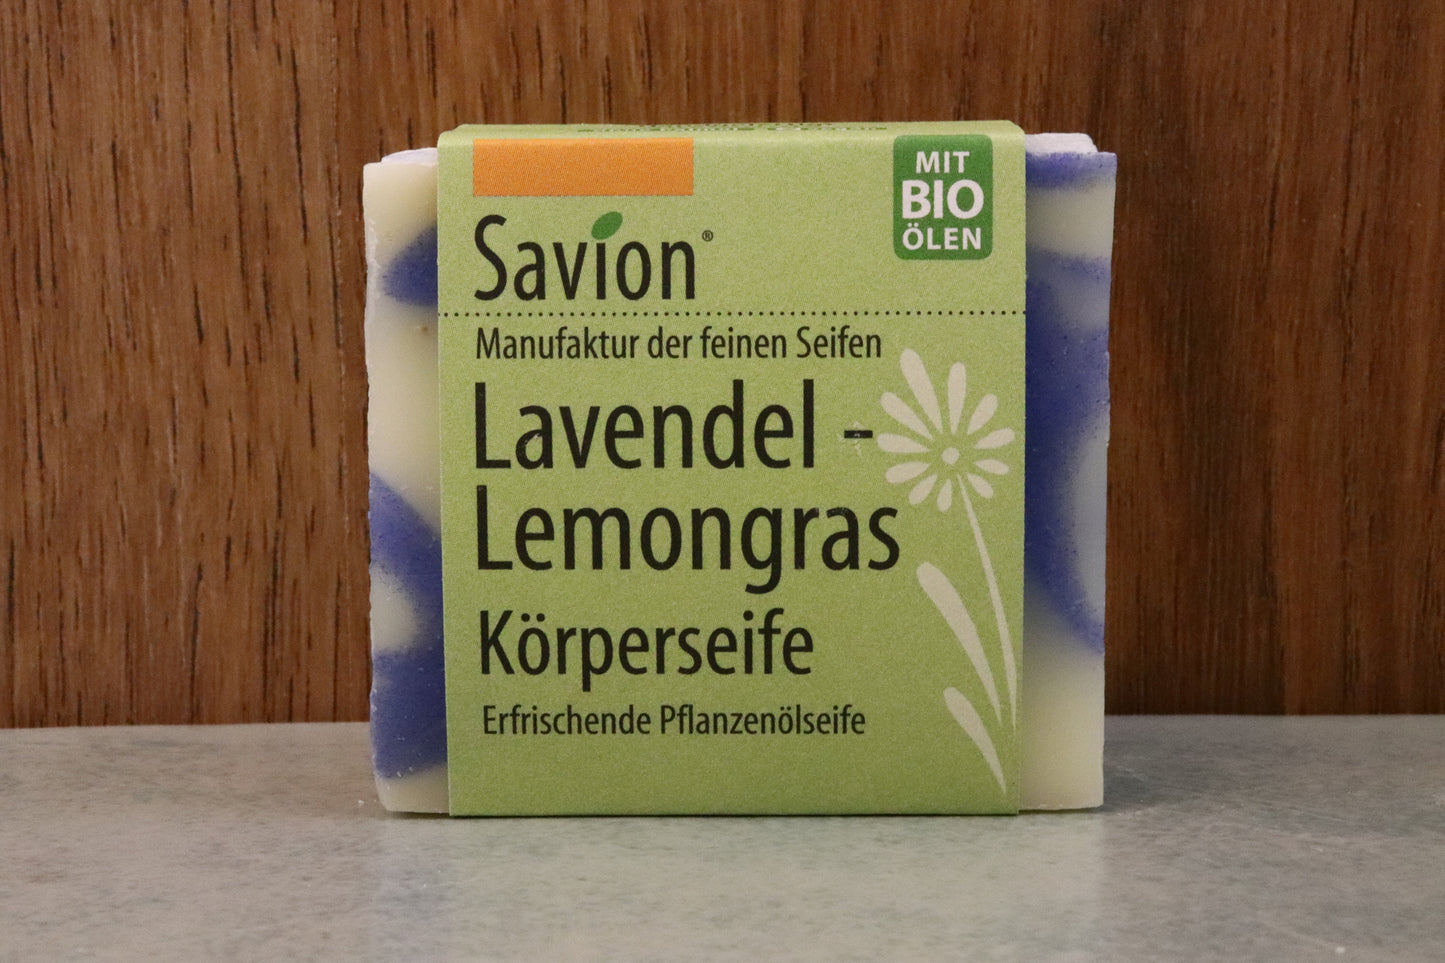 Savion®
MIT
BIO
ÖLEN
Manufaktur der feinen Seifen
Lavendel -
Lemongras
Körperseife
Erfrischende Pflanzenölseife